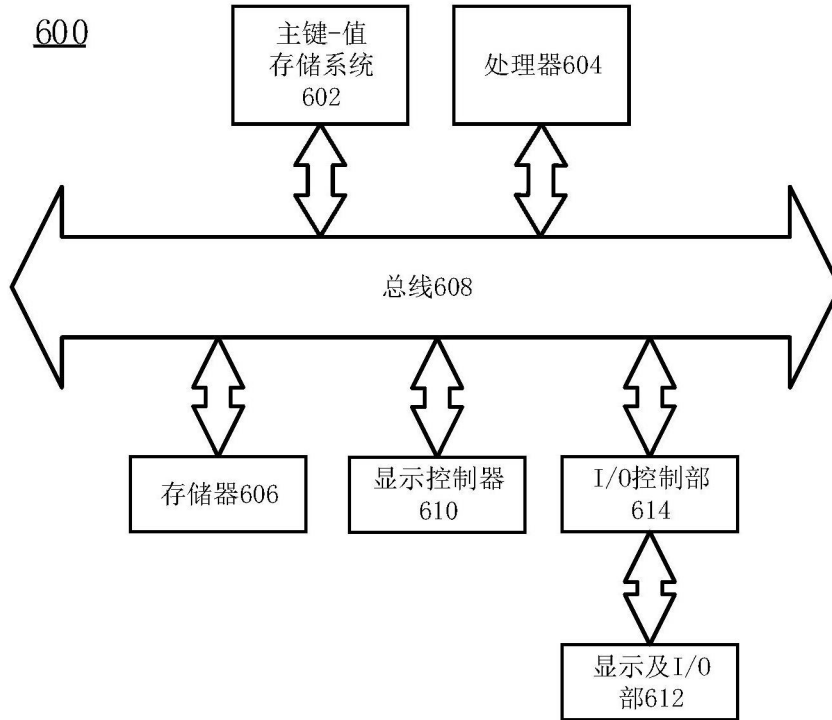 600
主键-值
存储系统
602
处理器604
总线608
存储器606
显示控制器
610
I/O控制部
614
显示及I/O
部612